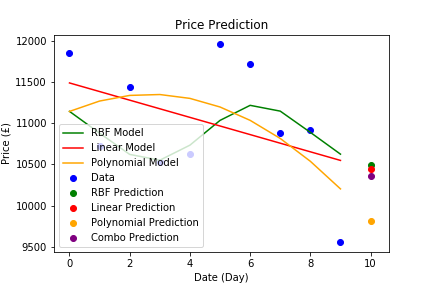 Price Prediction
12000
11500
11000
10500
10000
9500
Price (£)
RBF Model
Linear Model
Polynomial Model
Data
RBF Prediction
Linear Prediction
Polynomial Prediction
Combo Prediction
0 2 4 6 8 10
Date (Day)